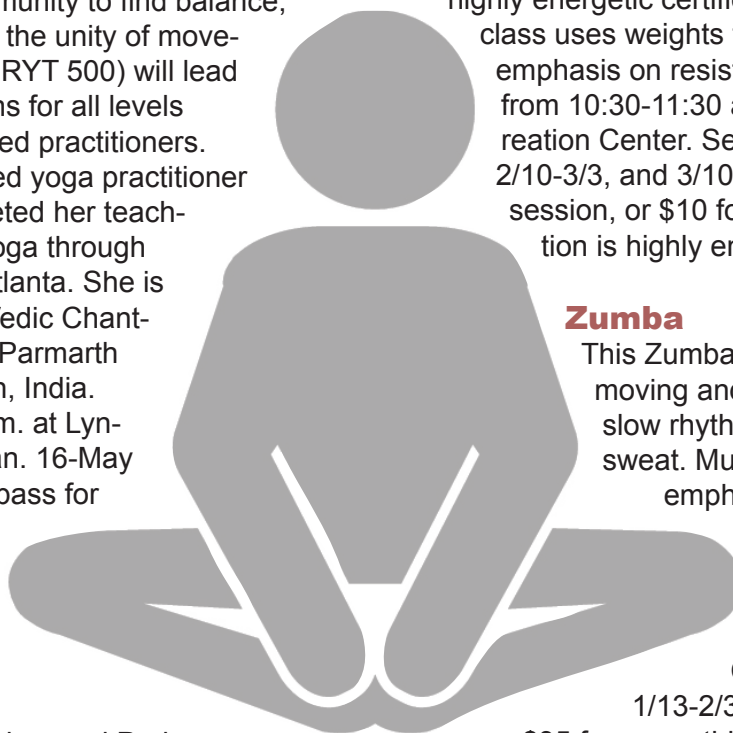 munity to find balance,
the unity of move-
RYT 500) will lead
ns for all levels
ed practitioners.
ed yoga practitioner
eted her teach-
oga through
tlanta. She is
edic Chant-
Parmarth
n, India.
m. at Lyn-
an. 16-May
pass for
highly energetic certifi
class uses weights
emphasis on resis
from 10:30-11:30 a
reation Center. Se
2/10-3/3, and 3/10
session, or $10 fo
tion is highly e
Zumba
This Zumba
moving and
slow rhyth
sweat. Mu
emph
1/13-2/3